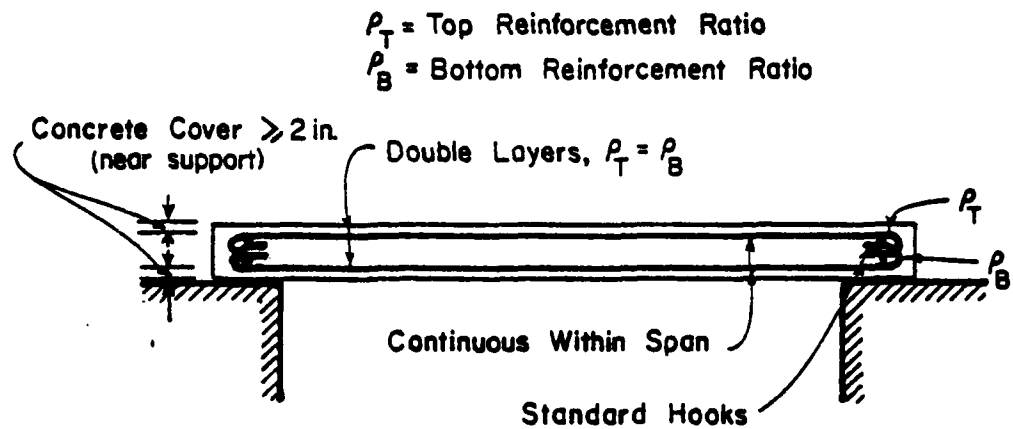 ρT = Top Reinforcement Ratio
ρB = Bottom Reinforcement Ratio
Concrete Cover ⩾ 2 in.
(near support)
Double Layers, ρT = ρB
ρT
ρB
Continuous Within Span
Standard Hooks